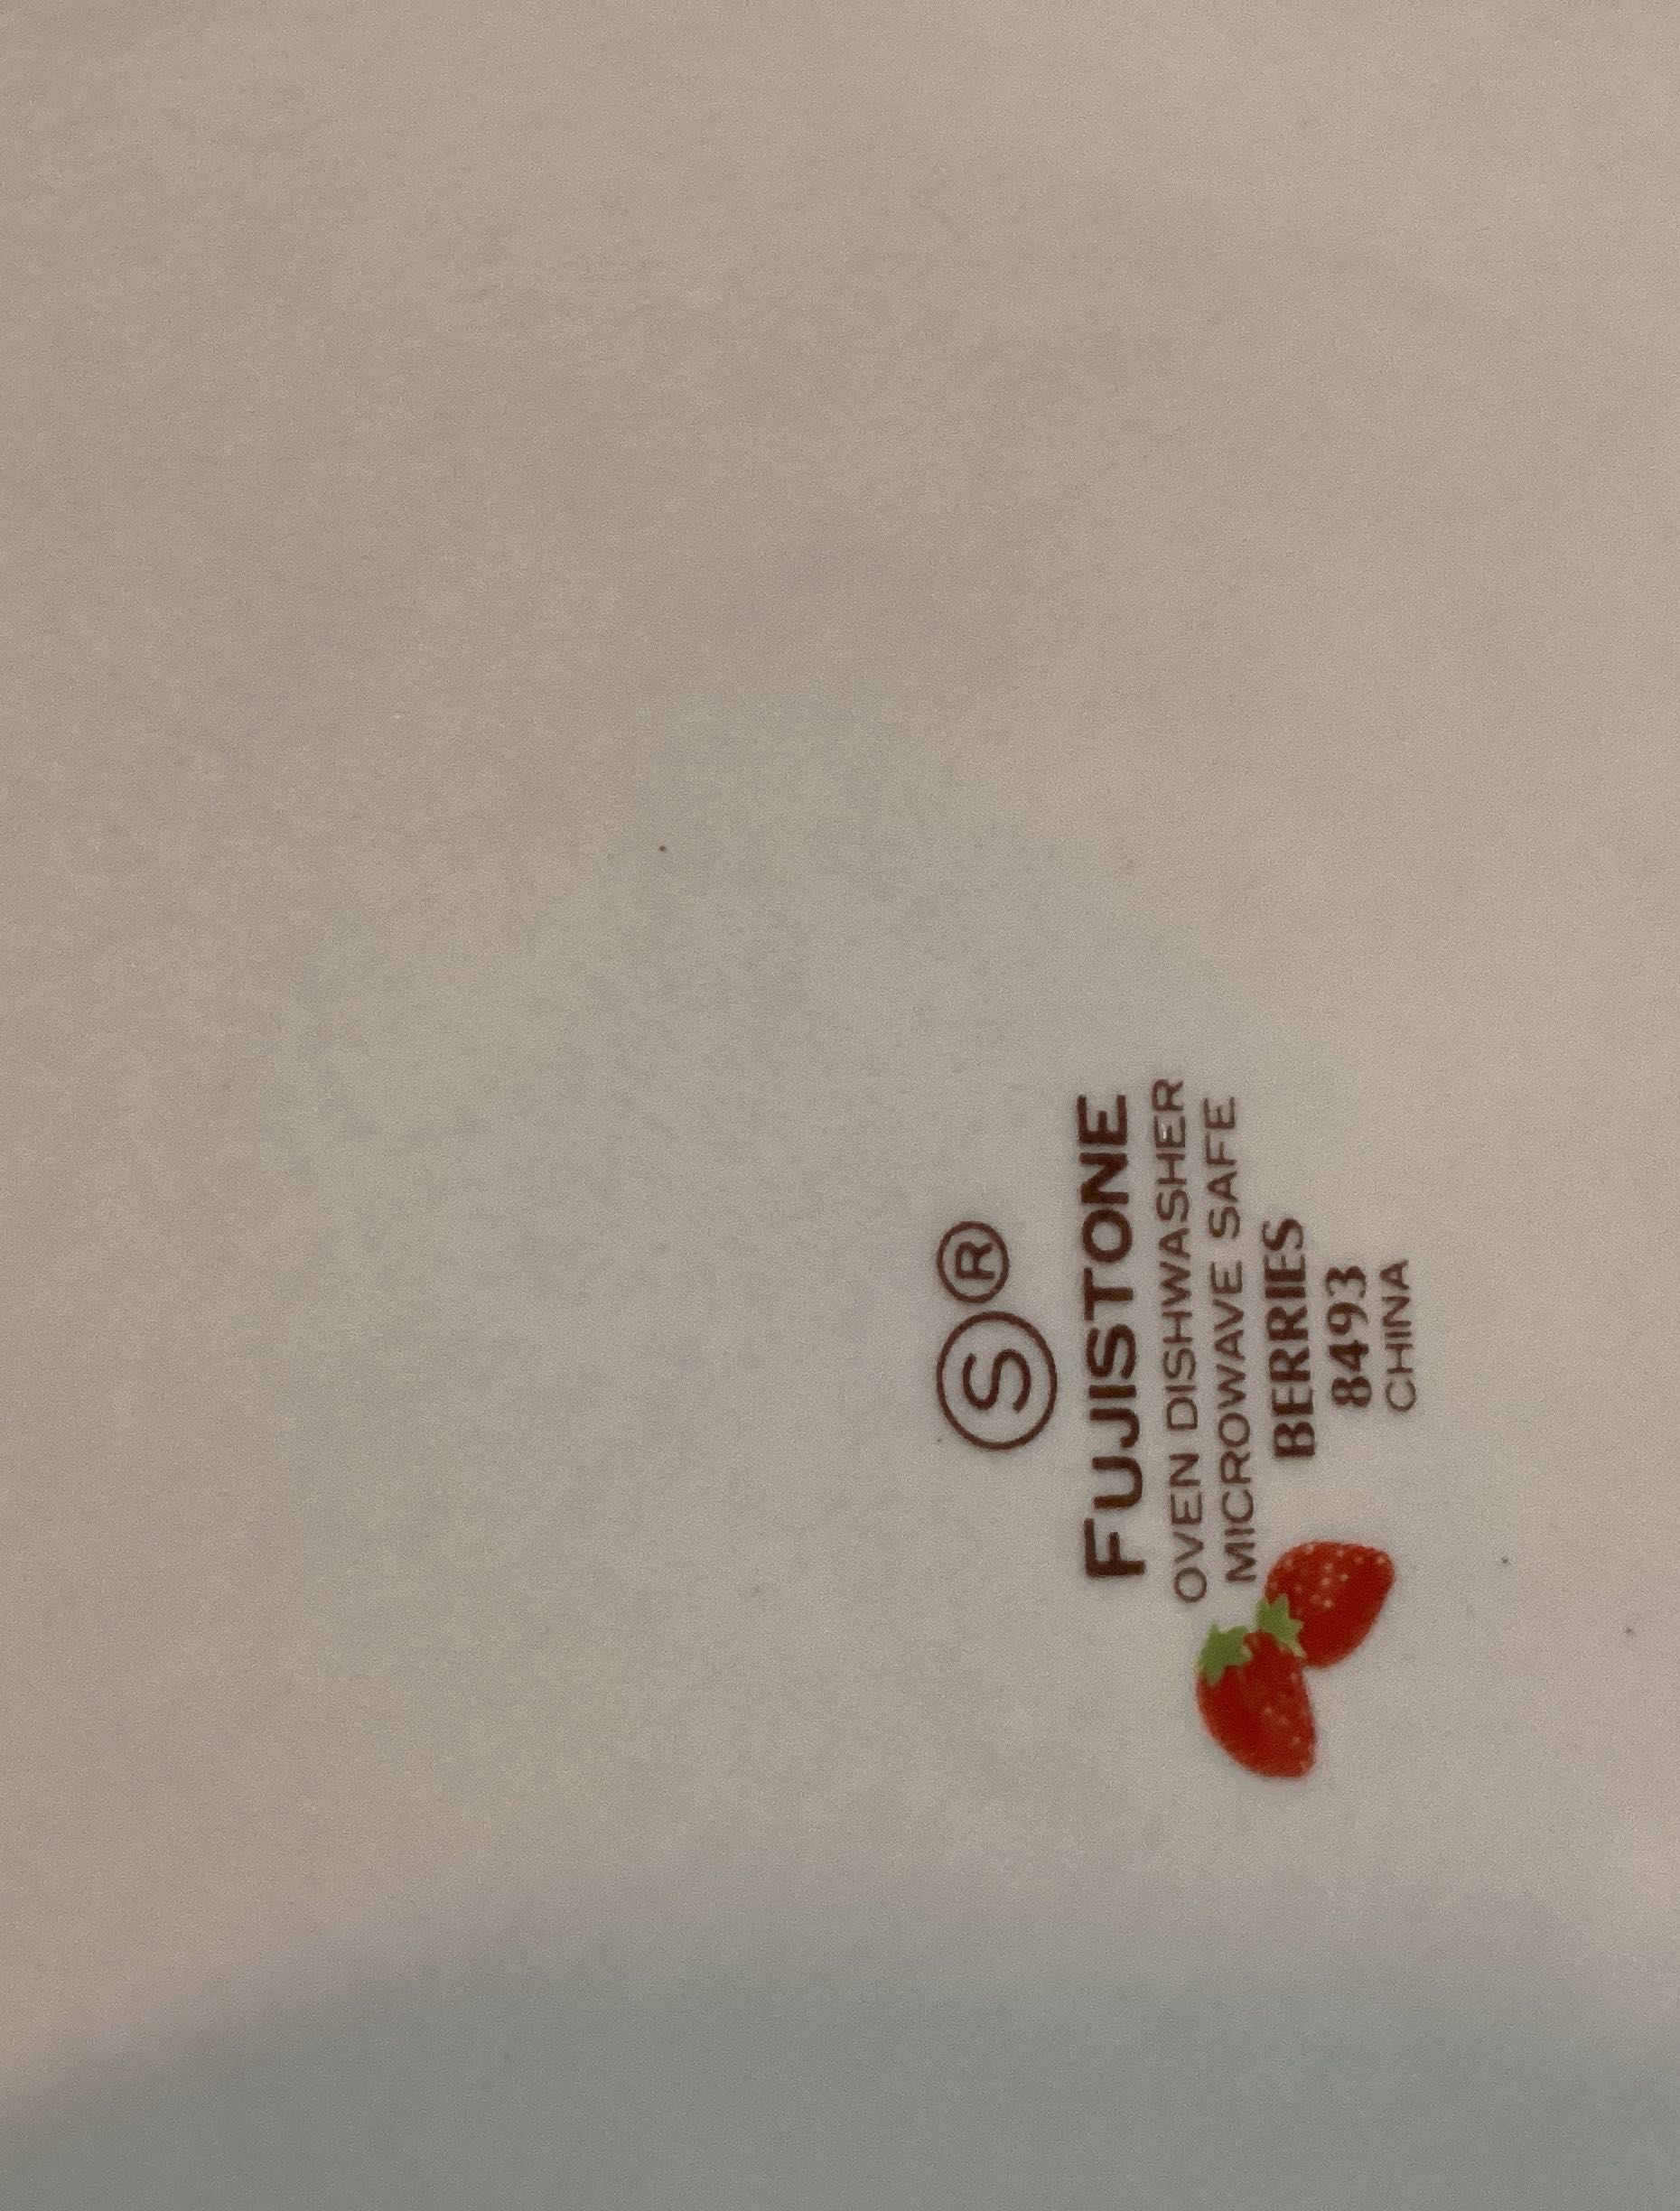 Ⓢ®
FUJISTONE
OVEN DISHWASHER
MICROWAVE SAFE
BERRIES
8493
CHINA